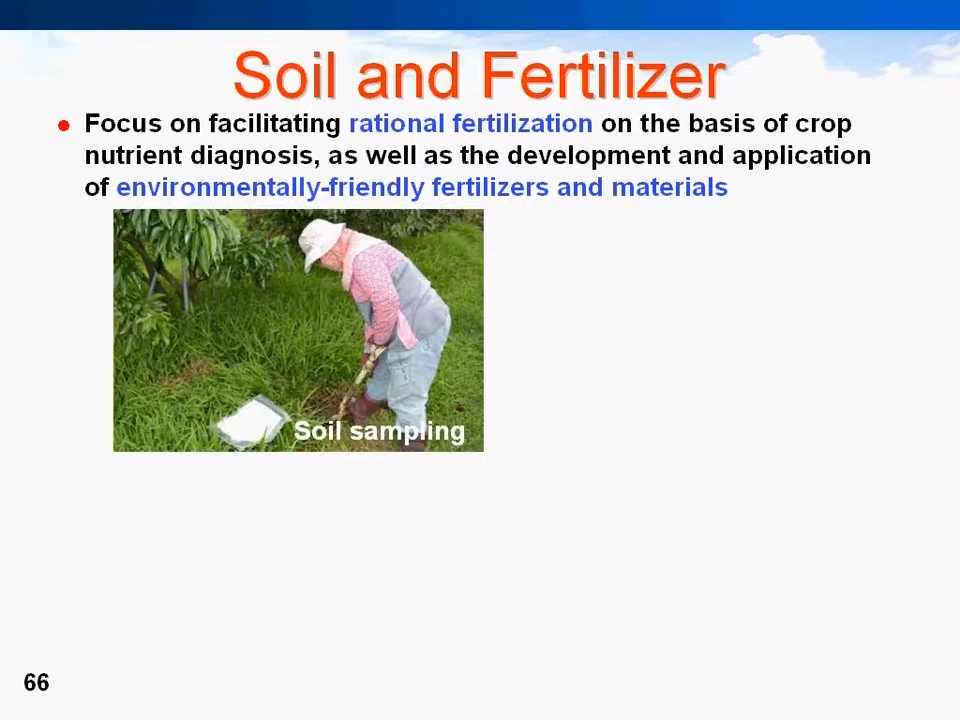 Soil and Fertilizer
Focus on facilitating rational fertilization on the basis of crop
nutrient diagnosis, as well as the development and application
of environmentally-friendly fertilizers and materials
Soil sampling
66